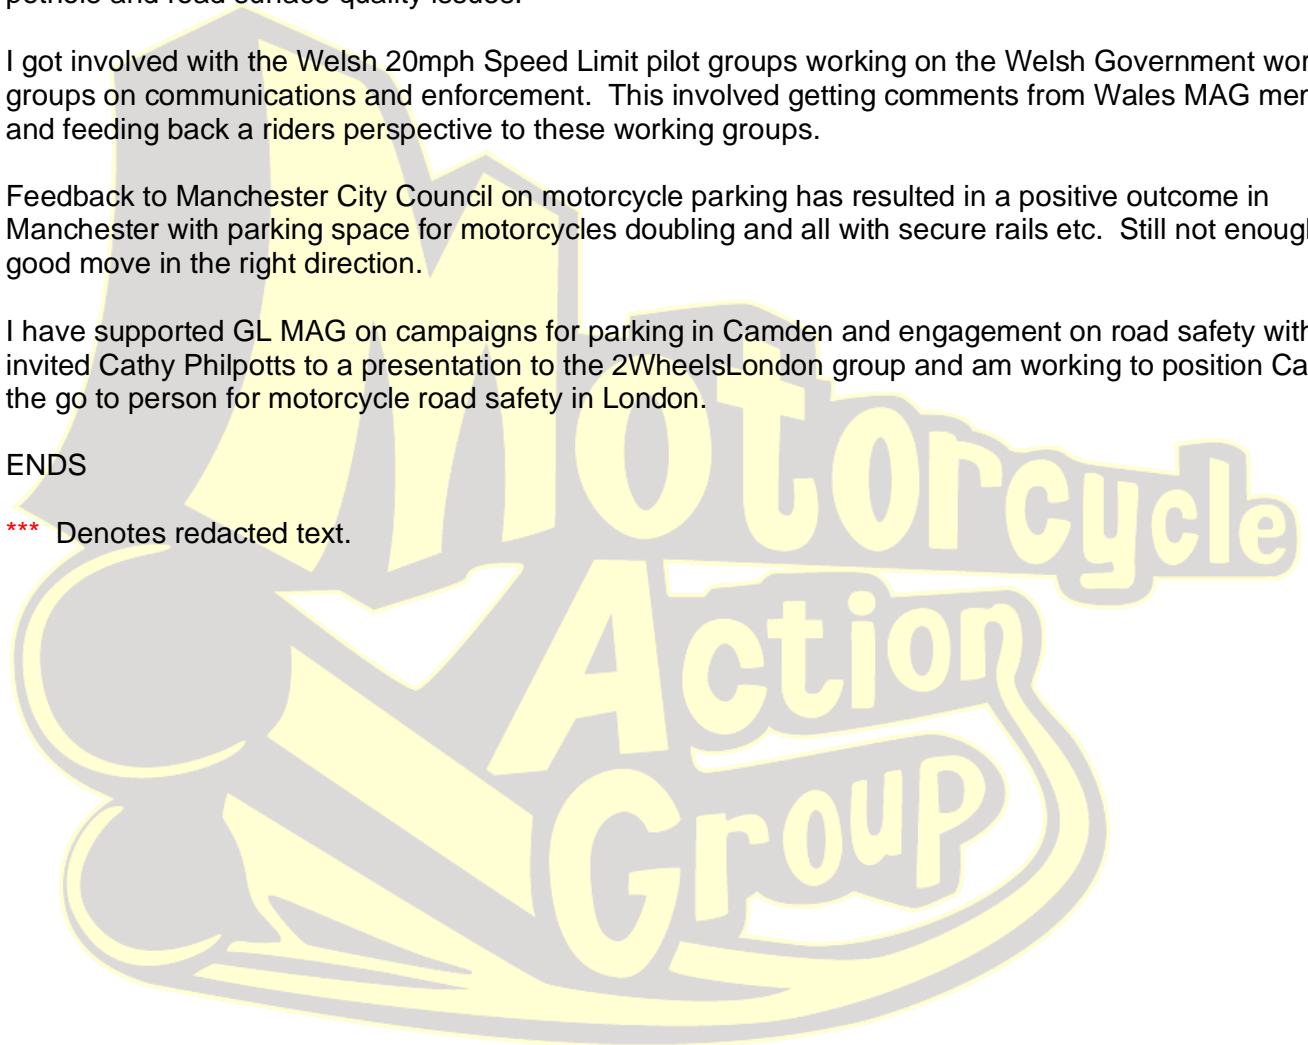 pothole and road surface quality issues.
I got involved with the Welsh 20mph Speed Limit pilot groups working on the Welsh Government
groups on communications and enforcement.  This involved getting comments from Wales MAG
and feeding back a riders perspective to these working groups.
Feedback to Manchester City Council on motorcycle parking has resulted in a positive outcome in
Manchester with parking space for motorcycles doubling and all with secure rails etc.  Still not enough
good move in the right direction.
I have supported GL MAG on campaigns for parking in Camden and engagement on road safety with
invited Cathy Philpotts to a presentation to the 2WheelsLondon group and am working to position
the go to person for motorcycle road safety in London.
ENDS
***  Denotes redacted text.
Motorcycle
Action
Group